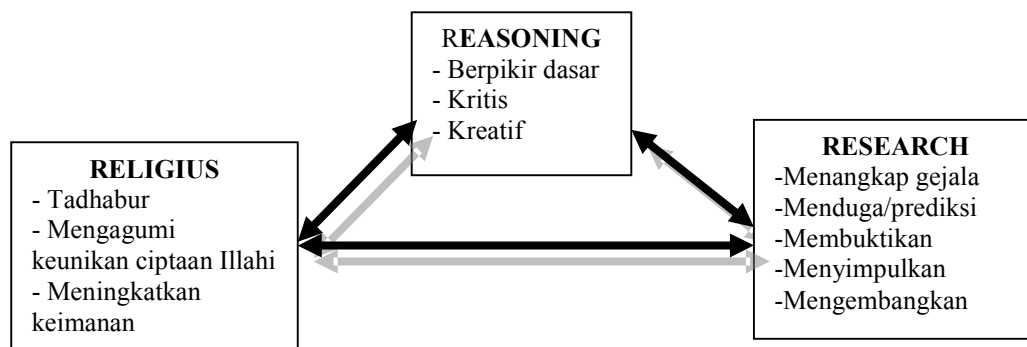 REASONING
- Berpikir dasar
- Kritis
- Kreatif
RELIGIUS
- Tadhabur
- Mengagumi
keunikan ciptaan Illahi
- Meningkatkan
keimanan
RESEARCH
-Menangkap gejala
-Menduga/prediksi
-Membuktikan
-Menyimpulkan
-Mengembangkan